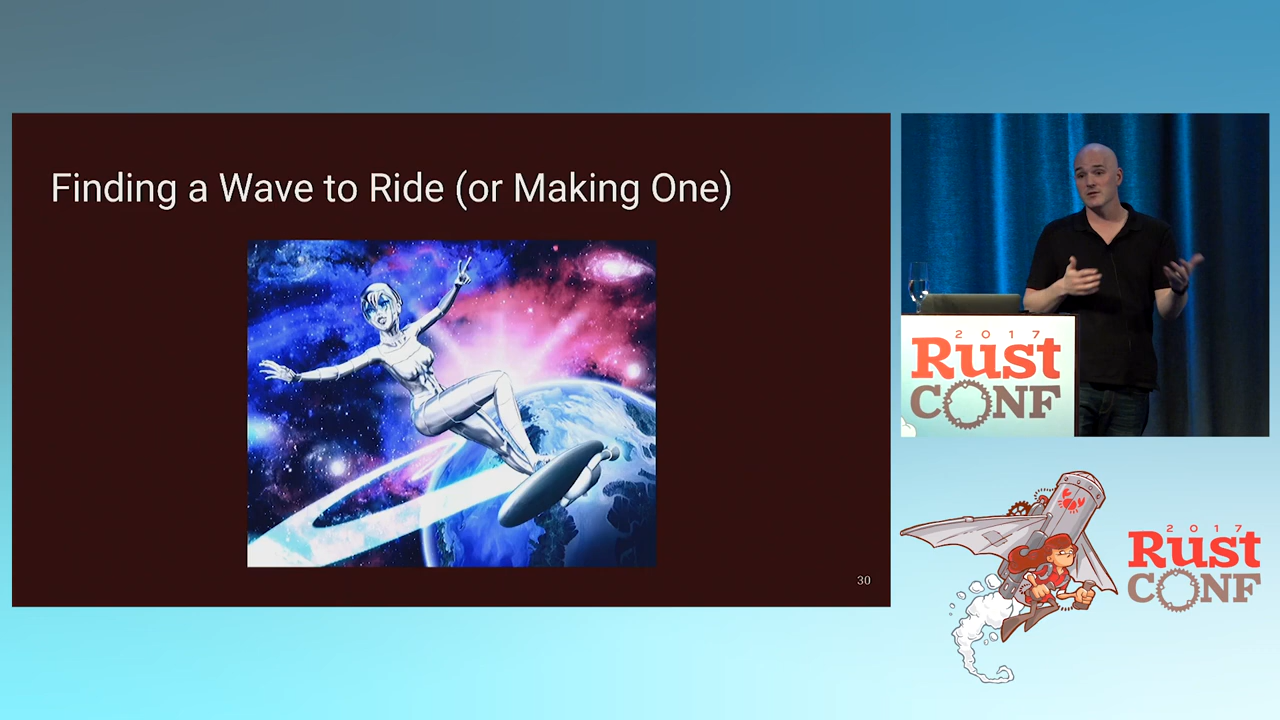 Finding a Wave to Ride (or Making One)
30
2017
Rust
CONF
2017
Rust
CONF